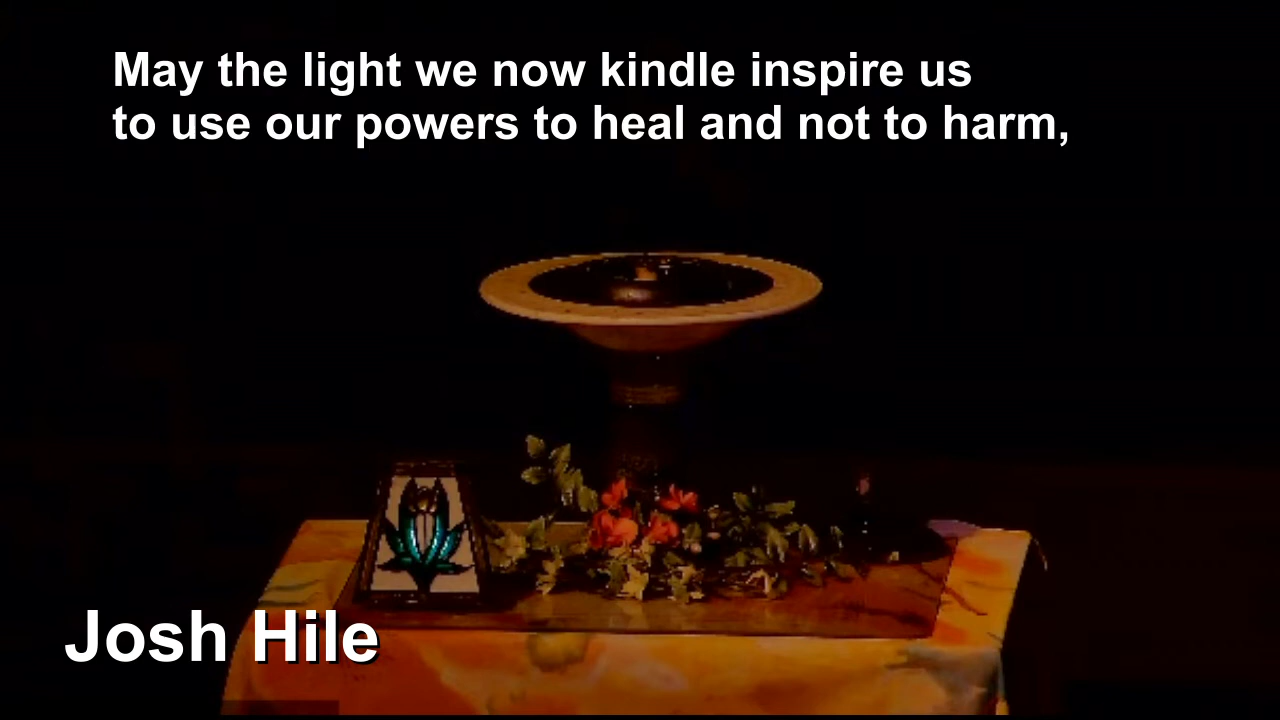 May the light we now kindle inspire us
to use our powers to heal and not to harm,
Josh Hile